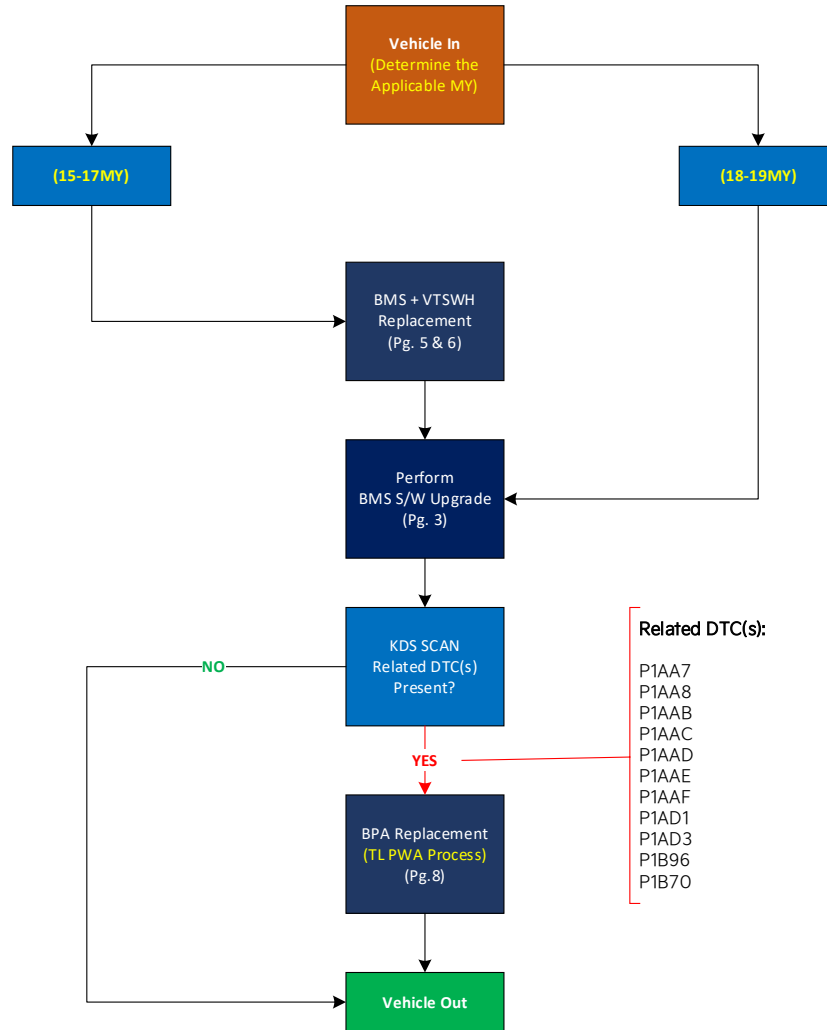 Vehicle In
(Determine the
Applicable MY)
(15-17MY)
(18-19MY)
BMS + VTSWH
Replacement
(Pg. 5 & 6)
Perform
BMS S/W Upgrade
(Pg. 3)
KDS SCAN
Related DTC(s)
Present?
NO
YES
Related DTC(s):
P1AA7
P1AA8
P1AAB
P1AAC
P1AAD
P1AAE
P1AAF
P1AD1
P1AD3
P1B96
P1B70
BPA Replacement
(TL PWA Process)
(Pg.8)
Vehicle Out